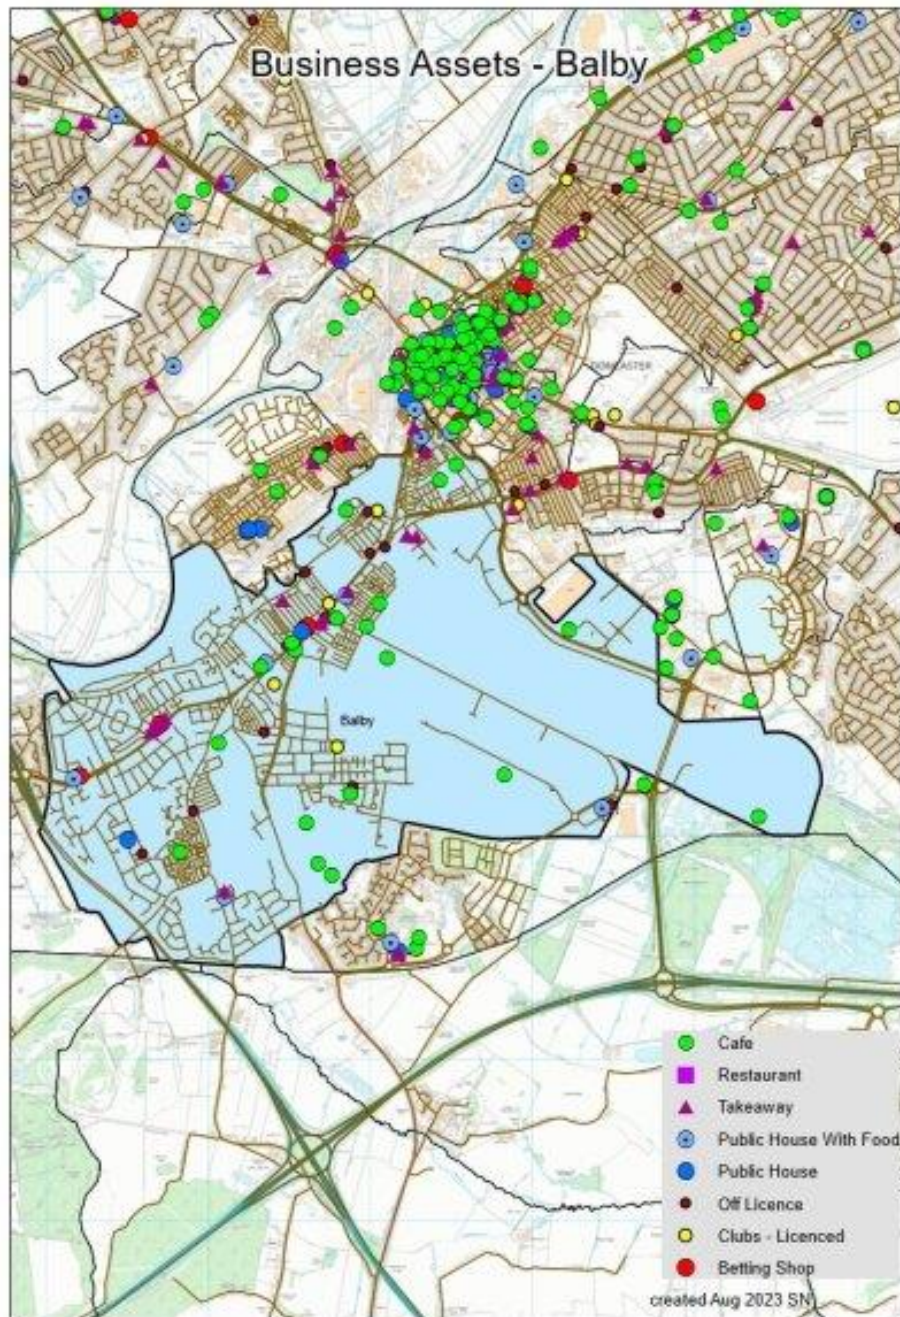 Business Assets - Balby
DONCASTER
Balby
Cafe
Restaurant
Takeaway
Public House With Food
Public House
Off Licence
Clubs - Licenced
Betting Shop
created Aug 2023 SN